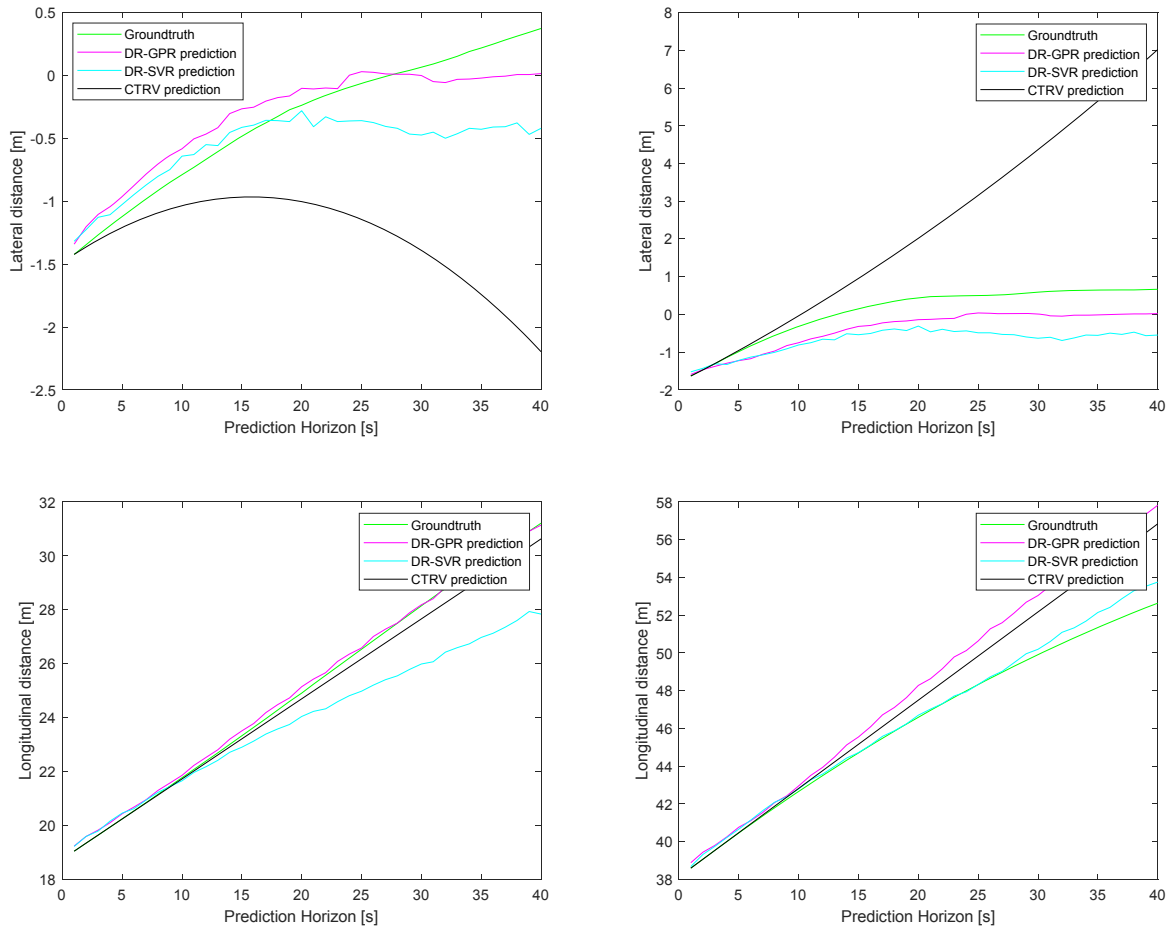 0.5
0
-0.5
-1
-1.5
-2
-2.5
Lateral distance [m]
Groundtruth
DR-GPR prediction
DR-SVR prediction
CTRV prediction
0 5 10 15 20 25 30 35 40
Prediction Horizon [s]
8
7
6
5
4
3
2
1
0
-1
-2
Lateral distance [m]
Groundtruth
DR-GPR prediction
DR-SVR prediction
CTRV prediction
0 5 10 15 20 25 30 35 40
Prediction Horizon [s]
32
30
28
26
24
22
20
18
Longitudinal distance [m]
Groundtruth
DR-GPR prediction
DR-SVR prediction
CTRV prediction
0 5 10 15 20 25 30 35 40
Prediction Horizon [s]
58
56
54
52
50
48
46
44
42
40
38
Longitudinal distance [m]
Groundtruth
DR-GPR prediction
DR-SVR prediction
CTRV prediction
0 5 10 15 20 25 30 35 40
Prediction Horizon [s]